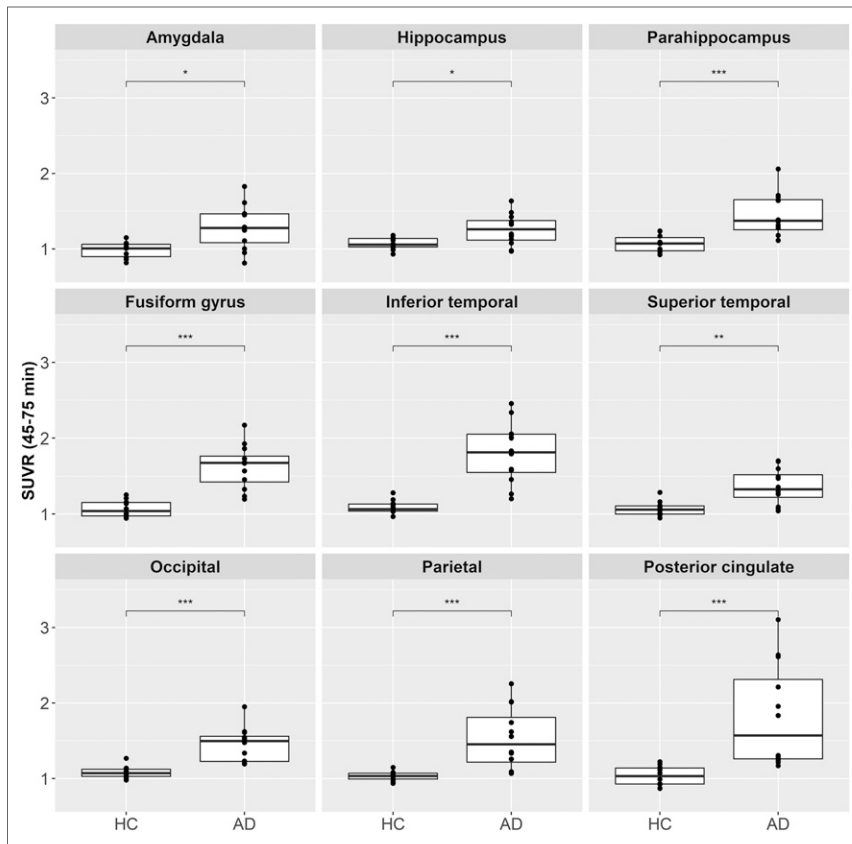 Amygdala Hippocampus Parahippocampus
* * ***
3
2
1
Fusiform gyrus Inferior temporal Superior temporal
*** *** **
3
2
1
SUVR (45-75 min)
Occipital Parietal Posterior cingulate
*** *** ***
3
2
1
HC AD HC AD HC AD